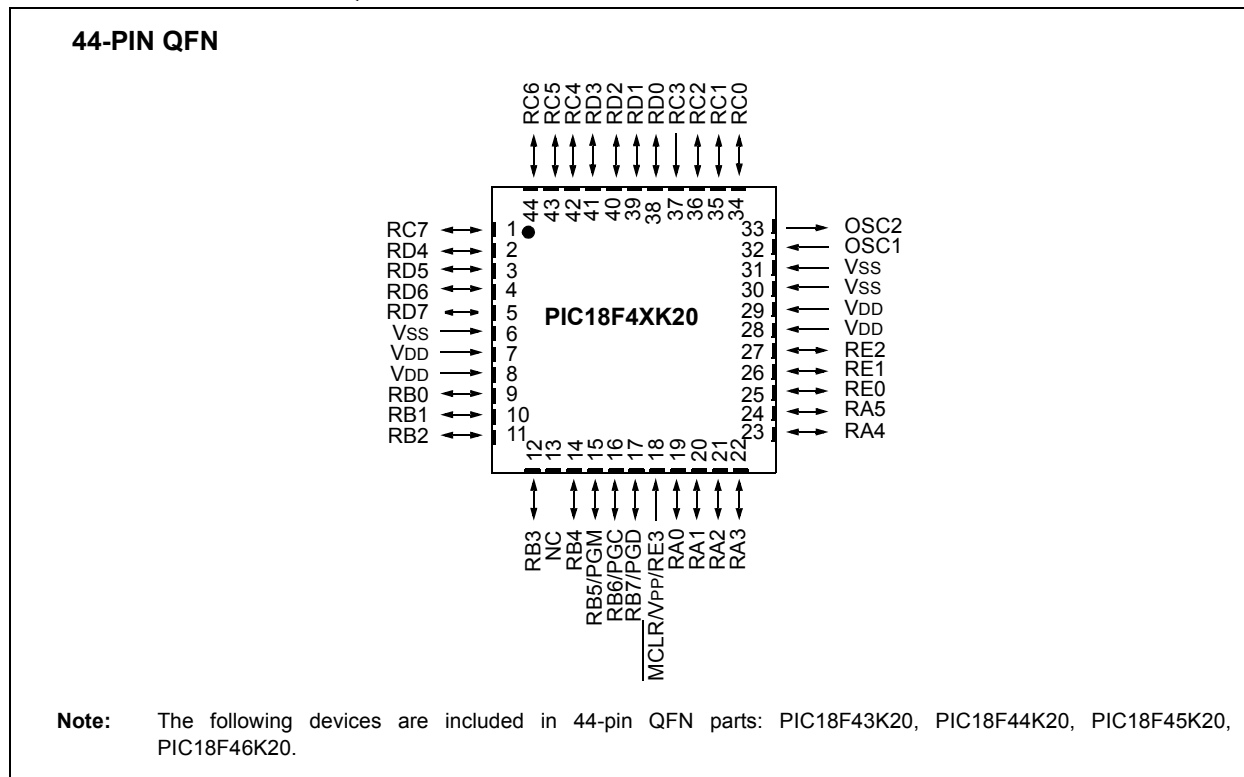 44-PIN QFN
RC6
RC5
RC4
RD3
RD2
RD1
RD0
RC3
RC2
RC1
RC0
44
43
42
41
40
39
38
37
36
35
34
RC7 1
RD4 2
RD5 3
RD6 4
RD7 5
VSS 6
VDD 7
VDD 8
RB0 9
RB1 10
RB2 11
PIC18F4XK20
33 OSC2
32 OSC1
31 VSS
30 VSS
29 VDD
28 VDD
27 RE2
26 RE1
25 RE0
24 RA5
23 RA4
12
13
14
15
16
17
18
19
20
21
22
RB3
NC
RB4
RB5/PGM
RB6/PGC
RB7/PGD
MCLR/VPP/RE3
RA0
RA1
RA2
RA3
Note: The following devices are included in 44-pin QFN parts: PIC18F43K20, PIC18F44K20, PIC18F45K20,
PIC18F46K20.